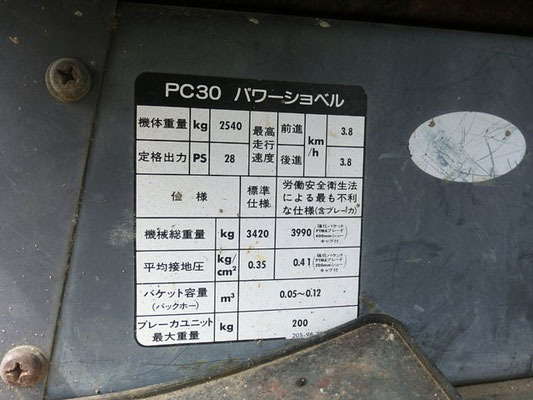 PC30 パワーショベル
機体重量 kg 2540 最高走行速度 前進 km/h 3.8
定格出力 PS 28 後進 3.8
仕様 標準仕様 労働安全衛生法による最も不利な仕様(含ブレーカ)
機械総重量 kg 3420 3990
平均接地圧 kg/cm² 0.35 0.41
バケット容量(バックホー) m³ 0.05~0.12
ブレーカユニット最大重量 kg 200